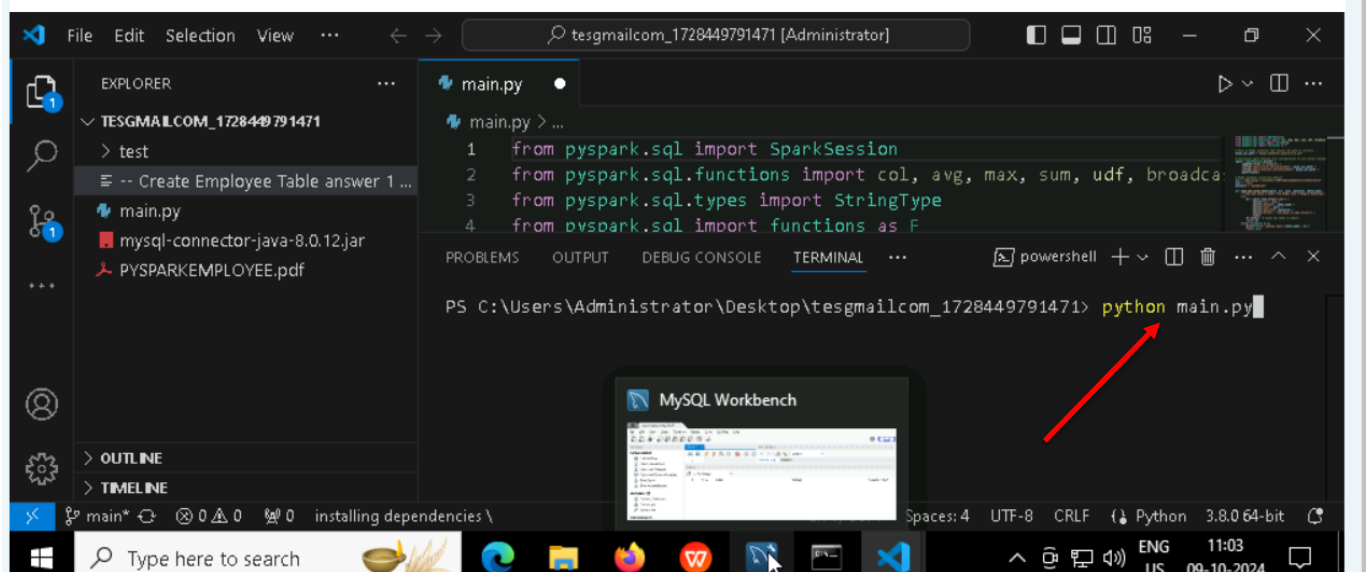 File Edit Selection View ··· tesgmailcom_1728449791471 [Administrator]
EXPLORER ···
1
TESGMAILCOM_1728449791471
> test
-- Create Employee Table answer 1 ...
main.py
mysql-connector-java-8.0.12.jar
PYSPARKEMPLOYEE.pdf
1
> OUTLINE
> TIMELINE
main.py
main.py > ...
1 from pyspark.sql import SparkSession
2 from pyspark.sql.functions import col, avg, max, sum, udf, broadca
3 from pyspark.sql.types import StringType
4 from pyspark.sql import functions as F
PROBLEMS OUTPUT DEBUG CONSOLE TERMINAL ··· powershell
PS C:\Users\Administrator\Desktop\tesgmailcom_1728449791471> python main.py
MySQL Workbench
main* 0 0 0 installing dependencies \ Spaces: 4 UTF-8 CRLF Python 3.8.0 64-bit
Type here to search ENG 11:03
US 09-10-2024